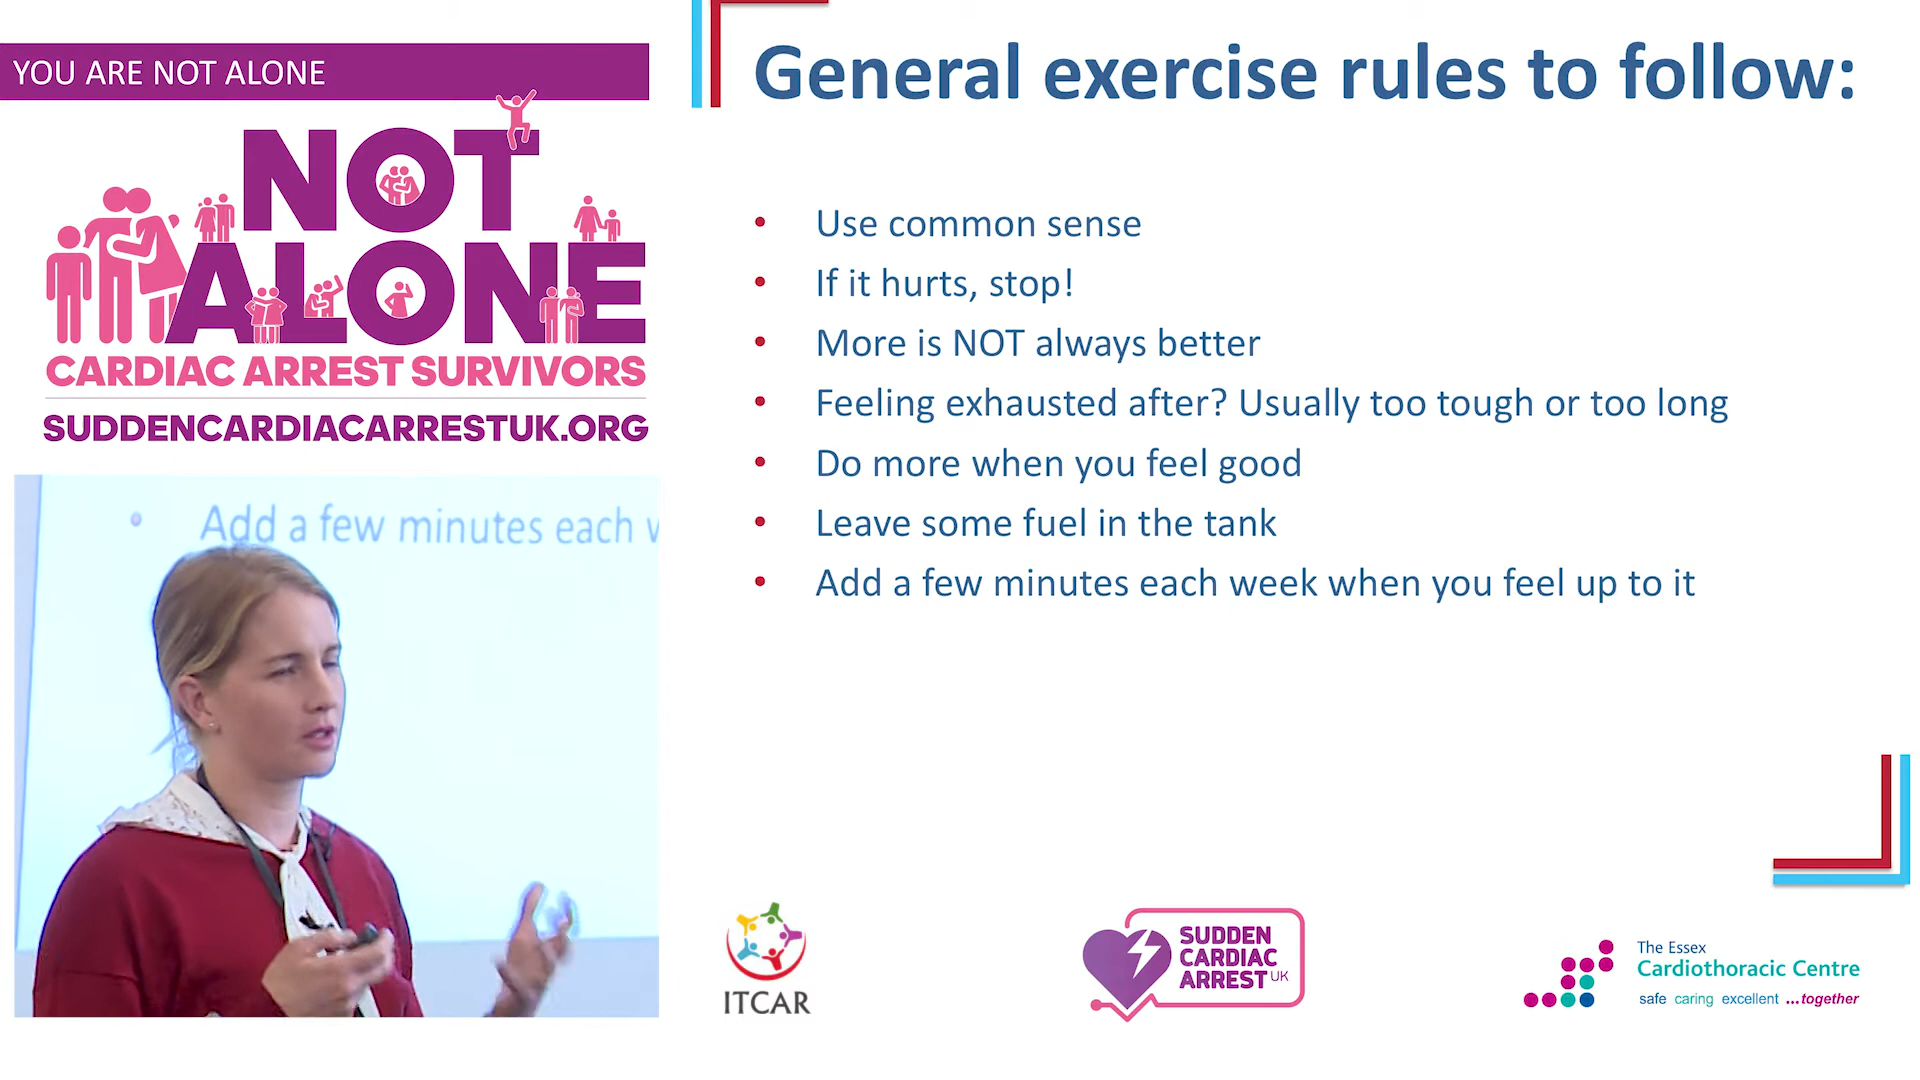 YOU ARE NOT ALONE
NOT
ALONE
CARDIAC ARREST SURVIVORS
SUDDENCARDIACARRESTUK.ORG
General exercise rules to follow:
• Use common sense
• If it hurts, stop!
• More is NOT always better
• Feeling exhausted after? Usually too tough or too long
• Do more when you feel good
• Leave some fuel in the tank
• Add a few minutes each week when you feel up to it
• Add a few minutes each w
ITCAR
SUDDEN
CARDIAC
ARREST UK
The Essex
Cardiothoracic Centre
safe caring excellent ...together